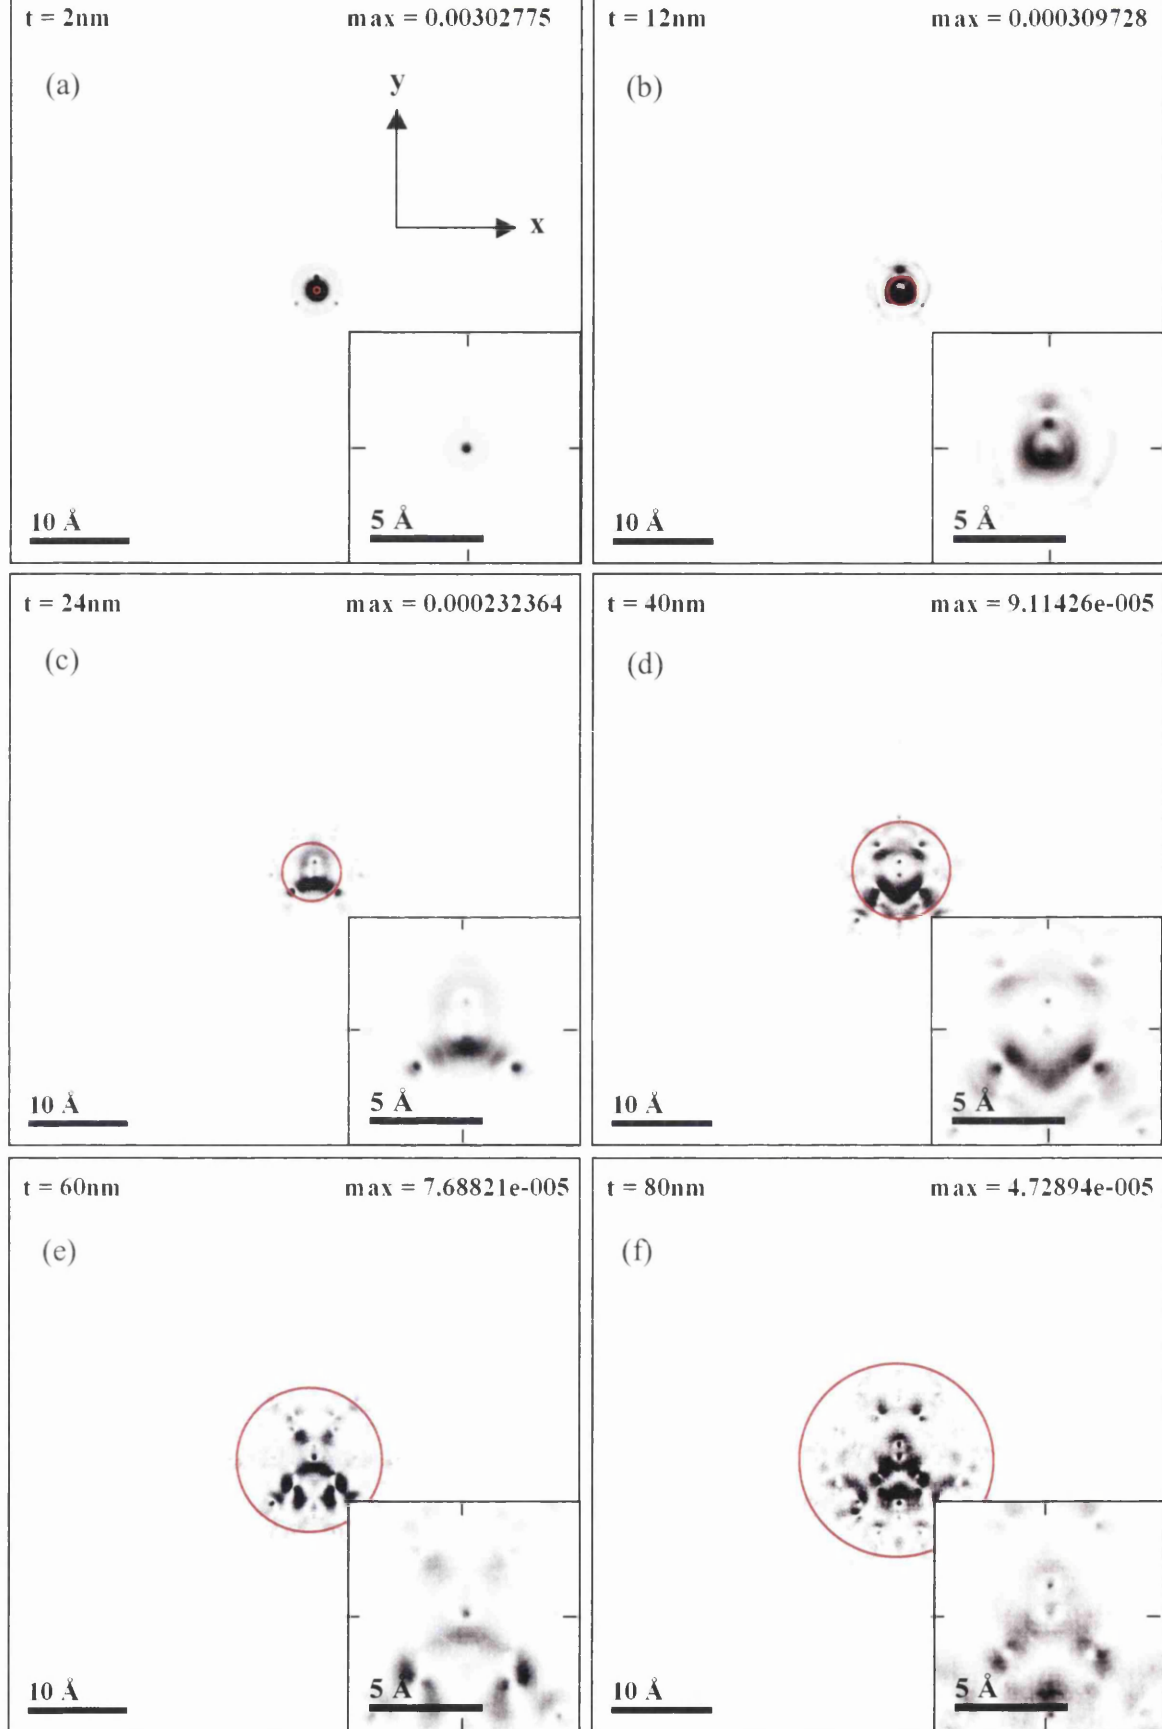 t = 2nm max = 0.00302775
(a)
y
x
10 Å
5 Å
t = 12nm max = 0.000309728
(b)
10 Å
5 Å
t = 24nm max = 0.000232364
(c)
10 Å
5 Å
t = 40nm max = 9.11426e-005
(d)
10 Å
5 Å
t = 60nm max = 7.68821e-005
(e)
10 Å
5 Å
t = 80nm max = 4.72894e-005
(f)
10 Å
5 Å